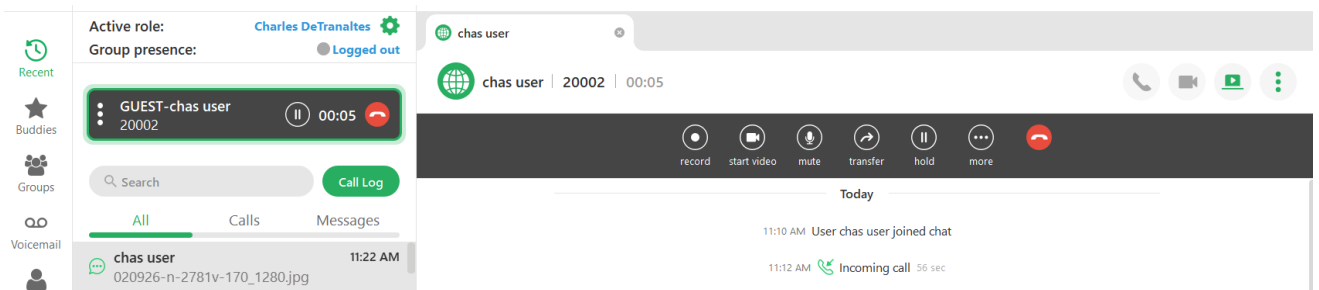 Recent
Buddies
Groups
Voicemail
Active role: Charles DeTranaltes
Group presence: Logged out
GUEST-chas user
20002
00:05
Search
Call Log
All Calls Messages
chas user 11:22 AM
020926-n-2781v-170_1280.jpg
chas user
chas user 20002 00:05
record start video mute transfer hold more
Today
11:10 AM User chas user joined chat
11:12 AM Incoming call 56 sec